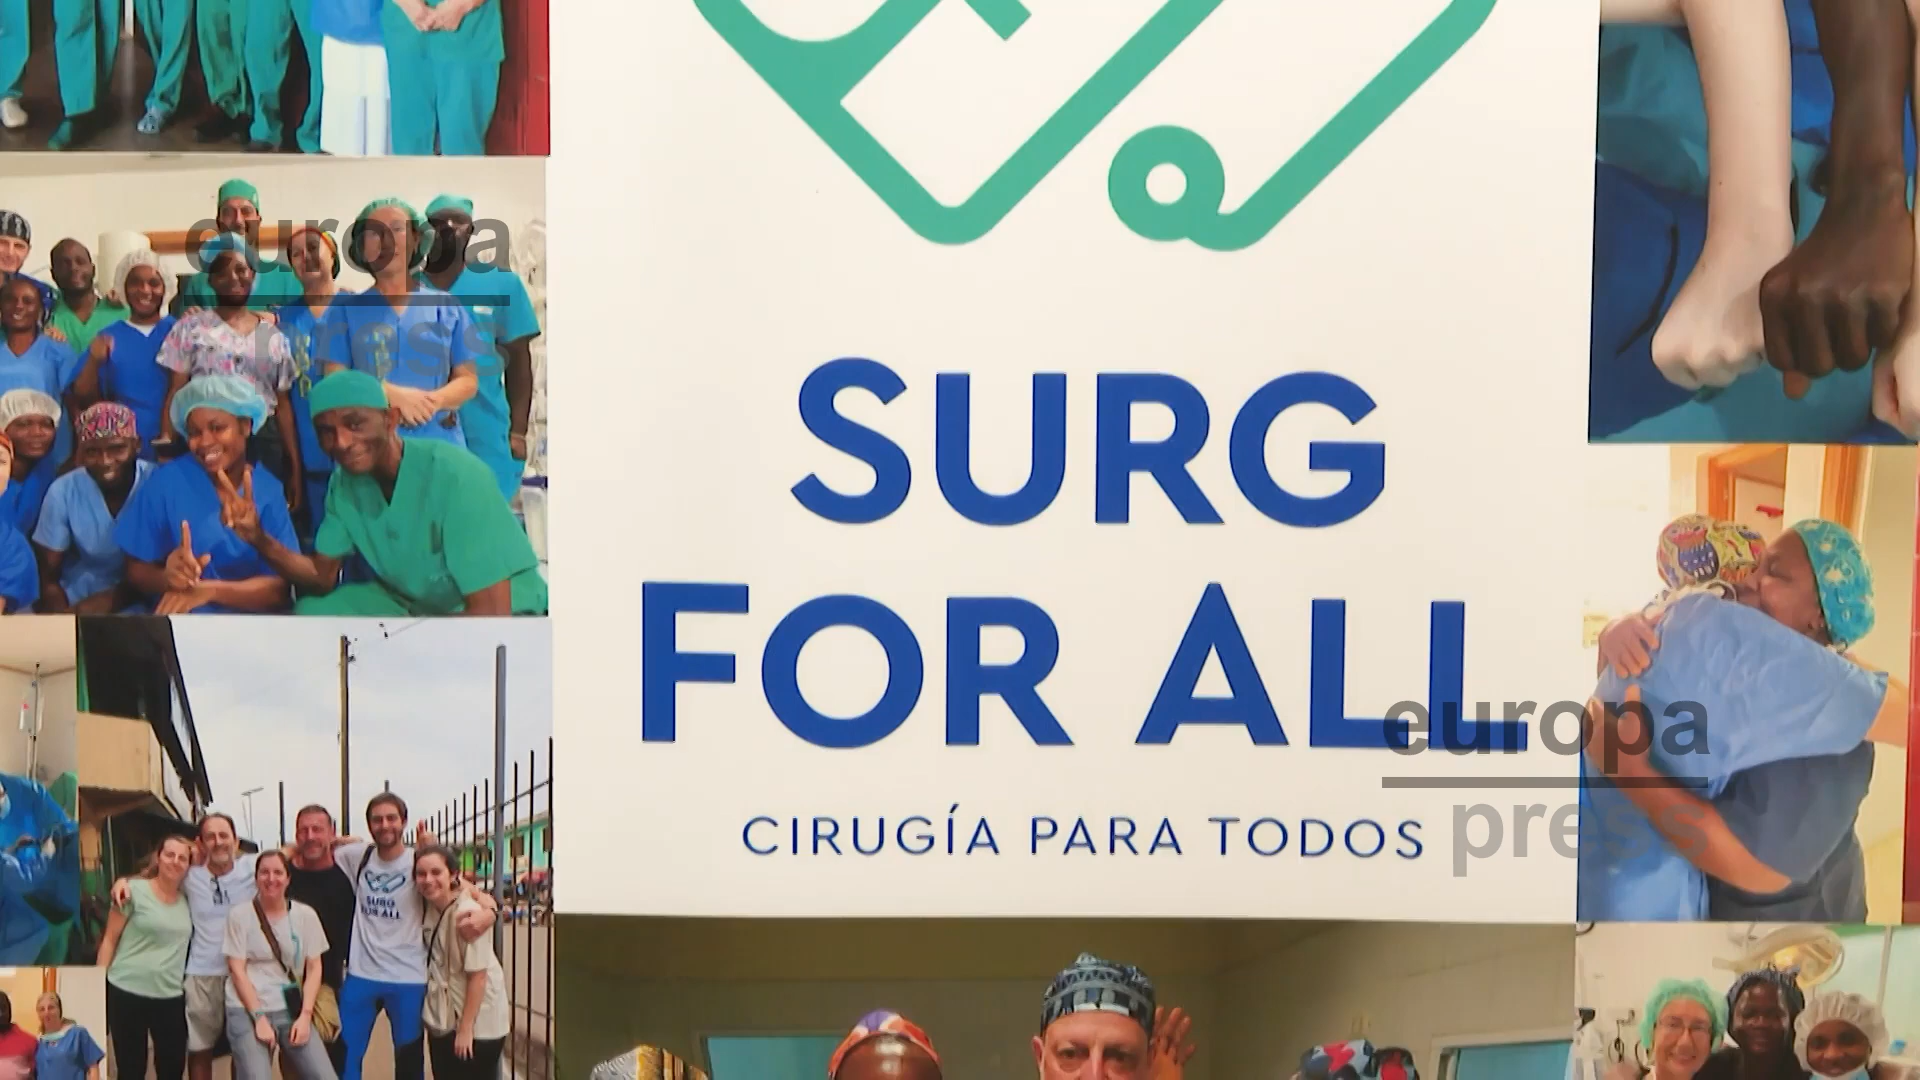 europa
press
SURG
FOR ALL
europa
press
CIRUGÍA PARA TODOS
SURG
FOR ALL